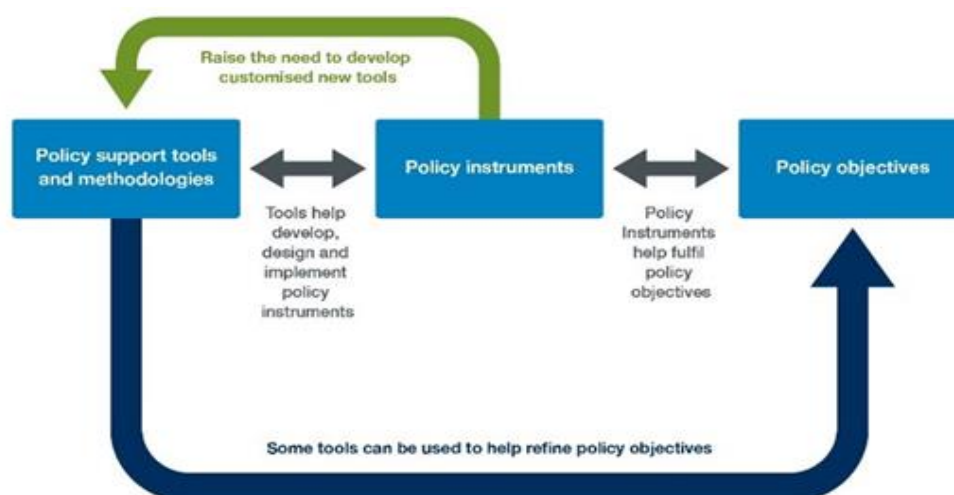 Raise the need to develop
customised new tools
Policy support tools
and methodologies
Policy instruments
Policy objectives
Tools help
develop,
design and
implement
policy
instruments
Policy
Instruments
help fulfil
policy
objectives
Some tools can be used to help refine policy objectives